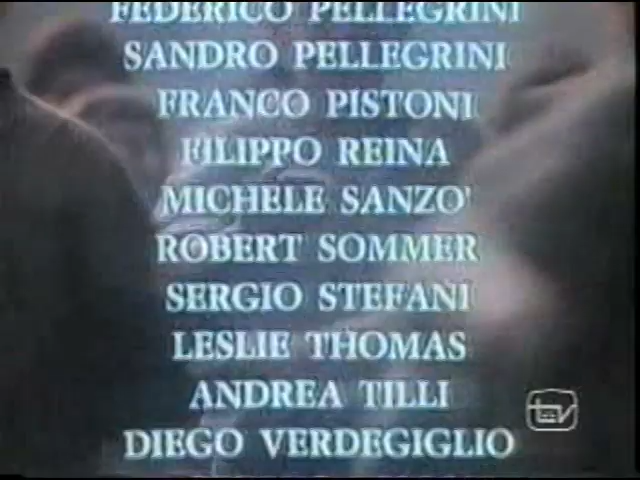 FEDERICO PELLEGRINI
SANDRO PELLEGRINI
FRANCO PISTONI
FILIPPO REINA
MICHELE SANZO'
ROBERT SOMMER
SERGIO STEFANI
LESLIE THOMAS
ANDREA TILLI
DIEGO VERDEGIGLIO